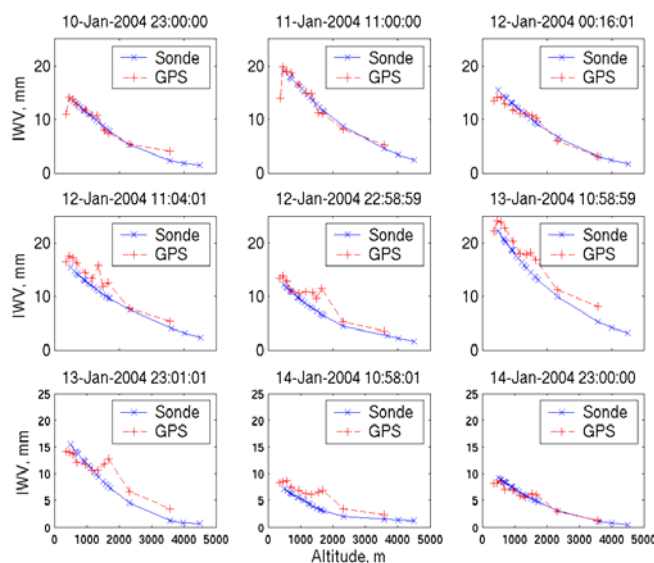 10-Jan-2004 23:00:00 11-Jan-2004 11:00:00 12-Jan-2004 00:16:01
20
10
0
IWV, mm
Sonde
GPS
20
10
0
Sonde
GPS
20
10
0
Sonde
GPS
12-Jan-2004 11:04:01 12-Jan-2004 22:58:59 13-Jan-2004 10:58:59
20
10
0
IWV, mm
Sonde
GPS
20
10
0
Sonde
GPS
20
10
0
Sonde
GPS
13-Jan-2004 23:01:01 14-Jan-2004 10:58:01 14-Jan-2004 23:00:00
25
20
15
10
5
0
IWV, mm
Sonde
GPS
25
20
15
10
5
0
Sonde
GPS
25
20
15
10
5
0
Sonde
GPS
0 1000 2000 3000 4000 5000 0 1000 2000 3000 4000 5000 0 1000 2000 3000 4000 5000
Altitude, m